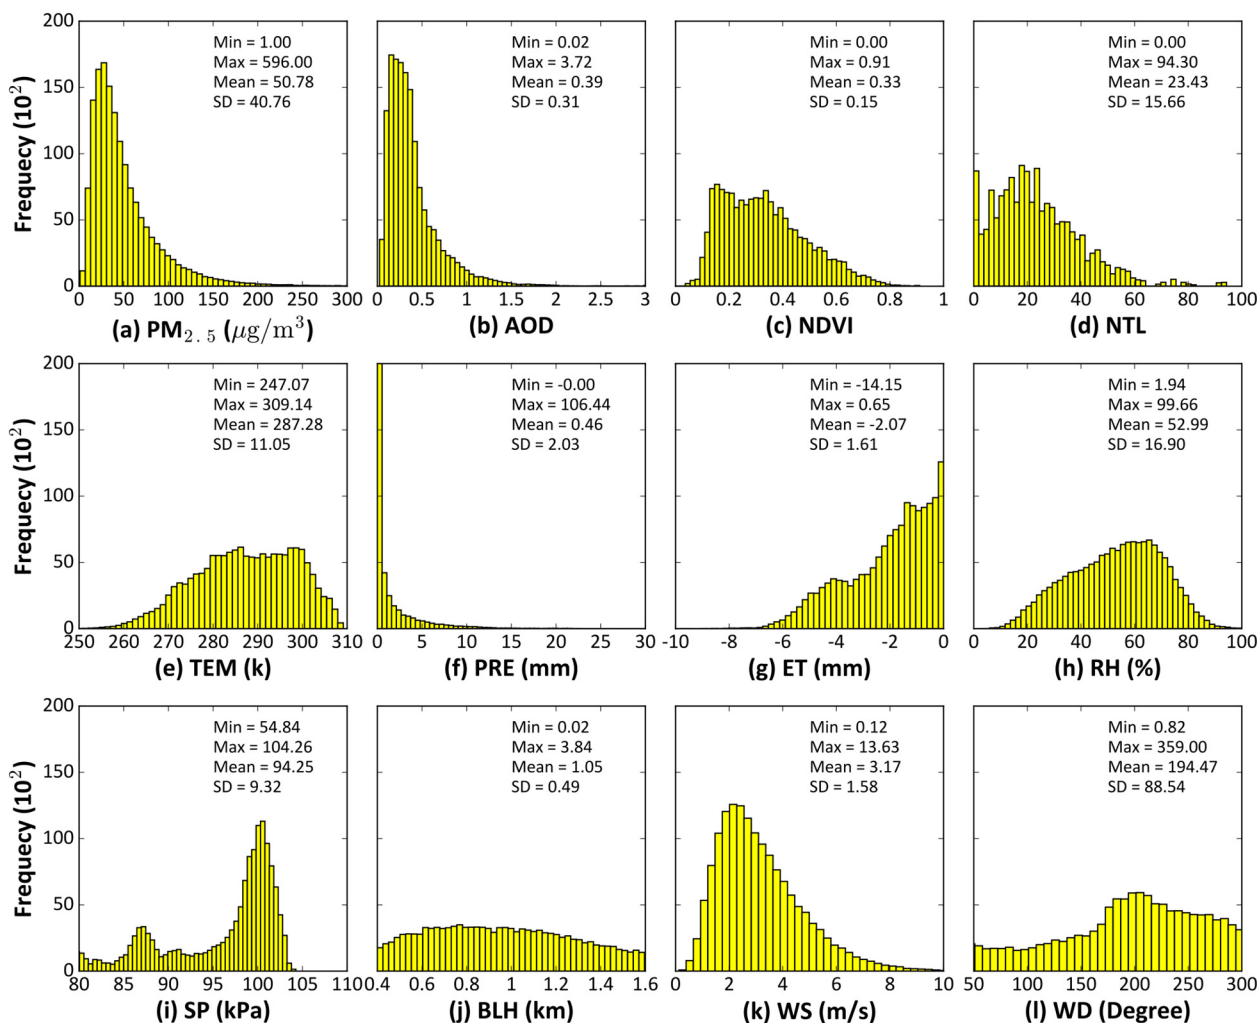 200
150
100
50
0
Frequecy (10²)
Min = 1.00
Max = 596.00
Mean = 50.78
SD = 40.76
0 50 100 150 200 250 300
(a) PM₂.₅ (μg/m³)
Min = 0.02
Max = 3.72
Mean = 0.39
SD = 0.31
0 0.5 1 1.5 2 2.5 3
(b) AOD
Min = 0.00
Max = 0.91
Mean = 0.33
SD = 0.15
0 0.2 0.4 0.6 0.8 1
(c) NDVI
Min = 0.00
Max = 94.30
Mean = 23.43
SD = 15.66
0 20 40 60 80 100
(d) NTL
200
150
100
50
0
Frequecy (10²)
Min = 247.07
Max = 309.14
Mean = 287.28
SD = 11.05
250 260 270 280 290 300 310
(e) TEM (k)
Min = -0.00
Max = 106.44
Mean = 0.46
SD = 2.03
0 5 10 15 20 25 30
(f) PRE (mm)
Min = -14.15
Max = 0.65
Mean = -2.07
SD = 1.61
-10 -8 -6 -4 -2 0
(g) ET (mm)
Min = 1.94
Max = 99.66
Mean = 52.99
SD = 16.90
0 20 40 60 80 100
(h) RH (%)
200
150
100
50
0
Frequecy (10²)
Min = 54.84
Max = 104.26
Mean = 94.25
SD = 9.32
80 85 90 95 100 105 110
(i) SP (kPa)
Min = 0.02
Max = 3.84
Mean = 1.05
SD = 0.49
0.4 0.6 0.8 1 1.2 1.4 1.6
(j) BLH (km)
Min = 0.12
Max = 13.63
Mean = 3.17
SD = 1.58
0 2 4 6 8 10
(k) WS (m/s)
Min = 0.82
Max = 359.00
Mean = 194.47
SD = 88.54
50 100 150 200 250 300
(l) WD (Degree)